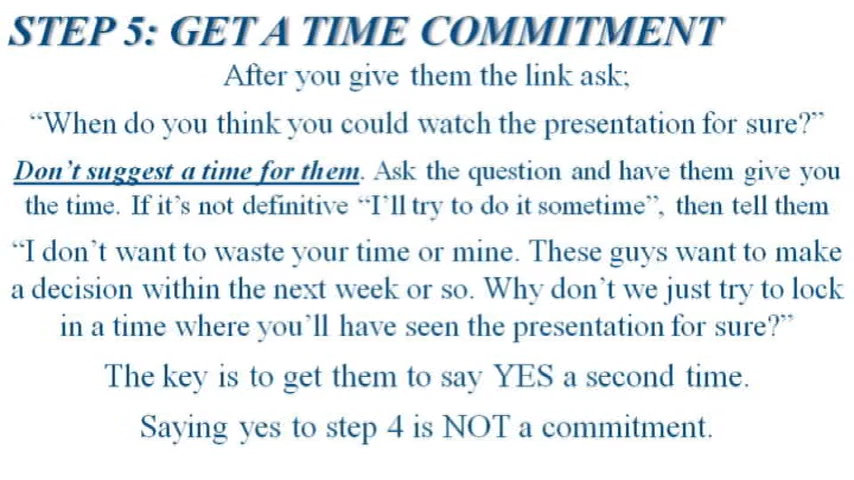 STEP 5: GET A TIME COMMITMENT
After you give them the link ask;
“When do you think you could watch the presentation for sure?”
Don’t suggest a time for them. Ask the question and have them give you
the time. If it’s not definitive “I’ll try to do it sometime”, then tell them
“I don’t want to waste your time or mine. These guys want to make
a decision within the next week or so. Why don’t we just try to lock
in a time where you’ll have seen the presentation for sure?”
The key is to get them to say YES a second time.
Saying yes to step 4 is NOT a commitment.